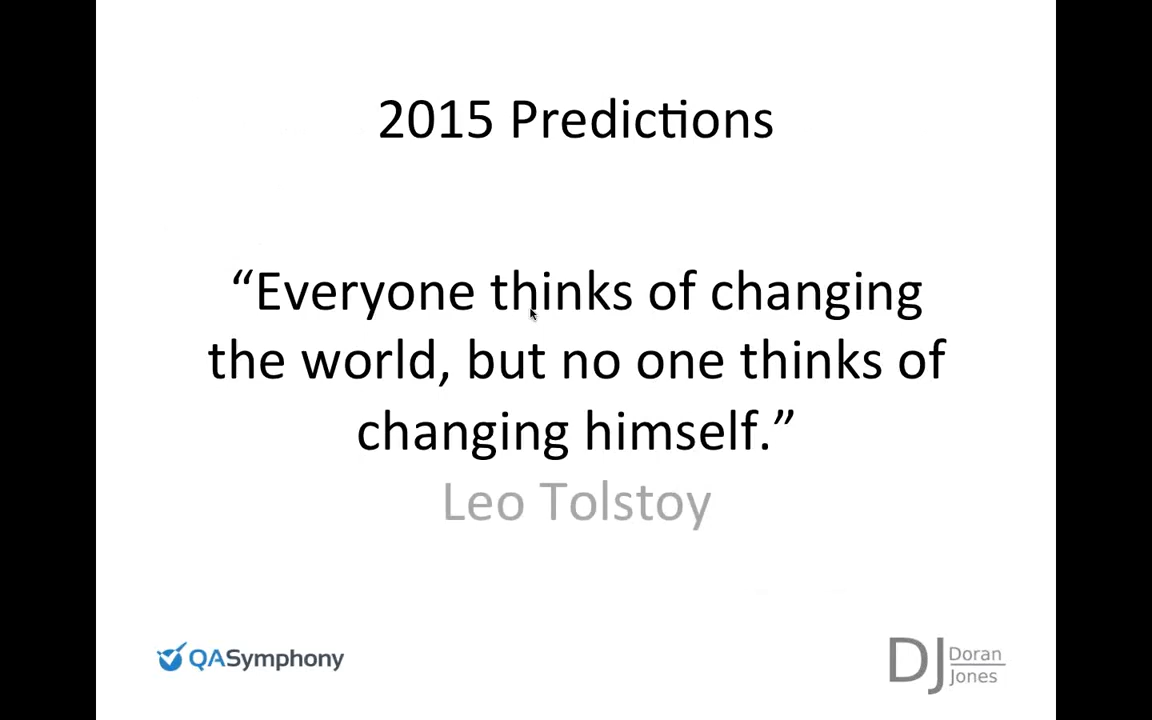 2015 Predictions
“Everyone thinks of changing
the world, but no one thinks of
changing himself.”
Leo Tolstoy
QASymphony
DJ Doran
Jones